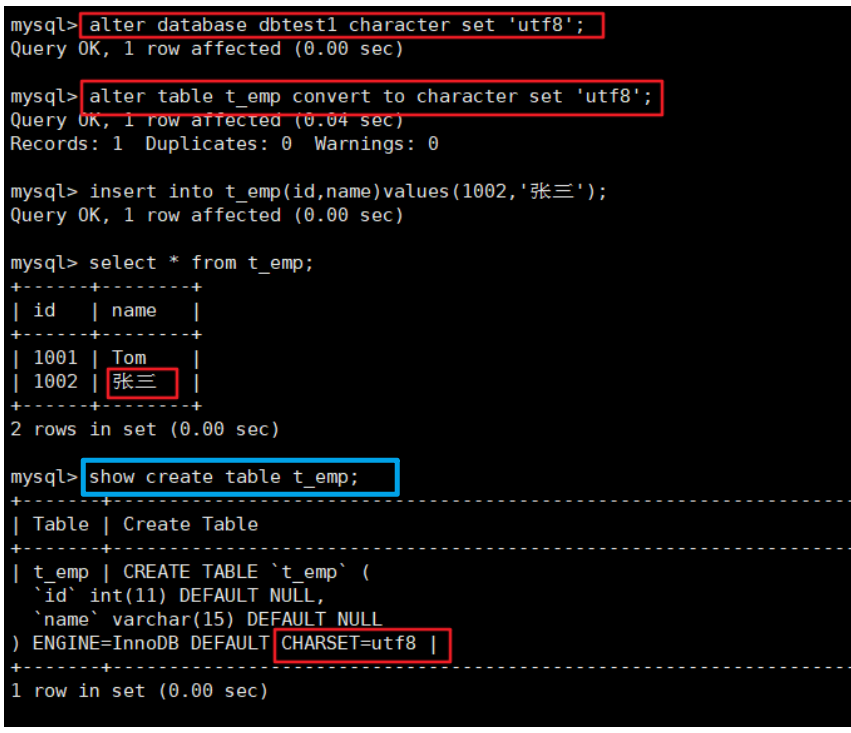 mysql> alter database dbtest1 character set 'utf8';
Query OK, 1 row affected (0.00 sec)
mysql> alter table t_emp convert to character set 'utf8';
Query OK, 1 row affected (0.04 sec)
Records: 1  Duplicates: 0  Warnings: 0
mysql> insert into t_emp(id,name)values(1002,'张三');
Query OK, 1 row affected (0.00 sec)
mysql> select * from t_emp;
+------+--------+
| id   | name   |
+------+--------+
| 1001 | Tom    |
| 1002 | 张三   |
+------+--------+
2 rows in set (0.00 sec)
mysql> show create table t_emp;
| Table | Create Table
| t_emp | CREATE TABLE `t_emp` (
  `id` int(11) DEFAULT NULL,
  `name` varchar(15) DEFAULT NULL
) ENGINE=InnoDB DEFAULT CHARSET=utf8 |
1 row in set (0.00 sec)